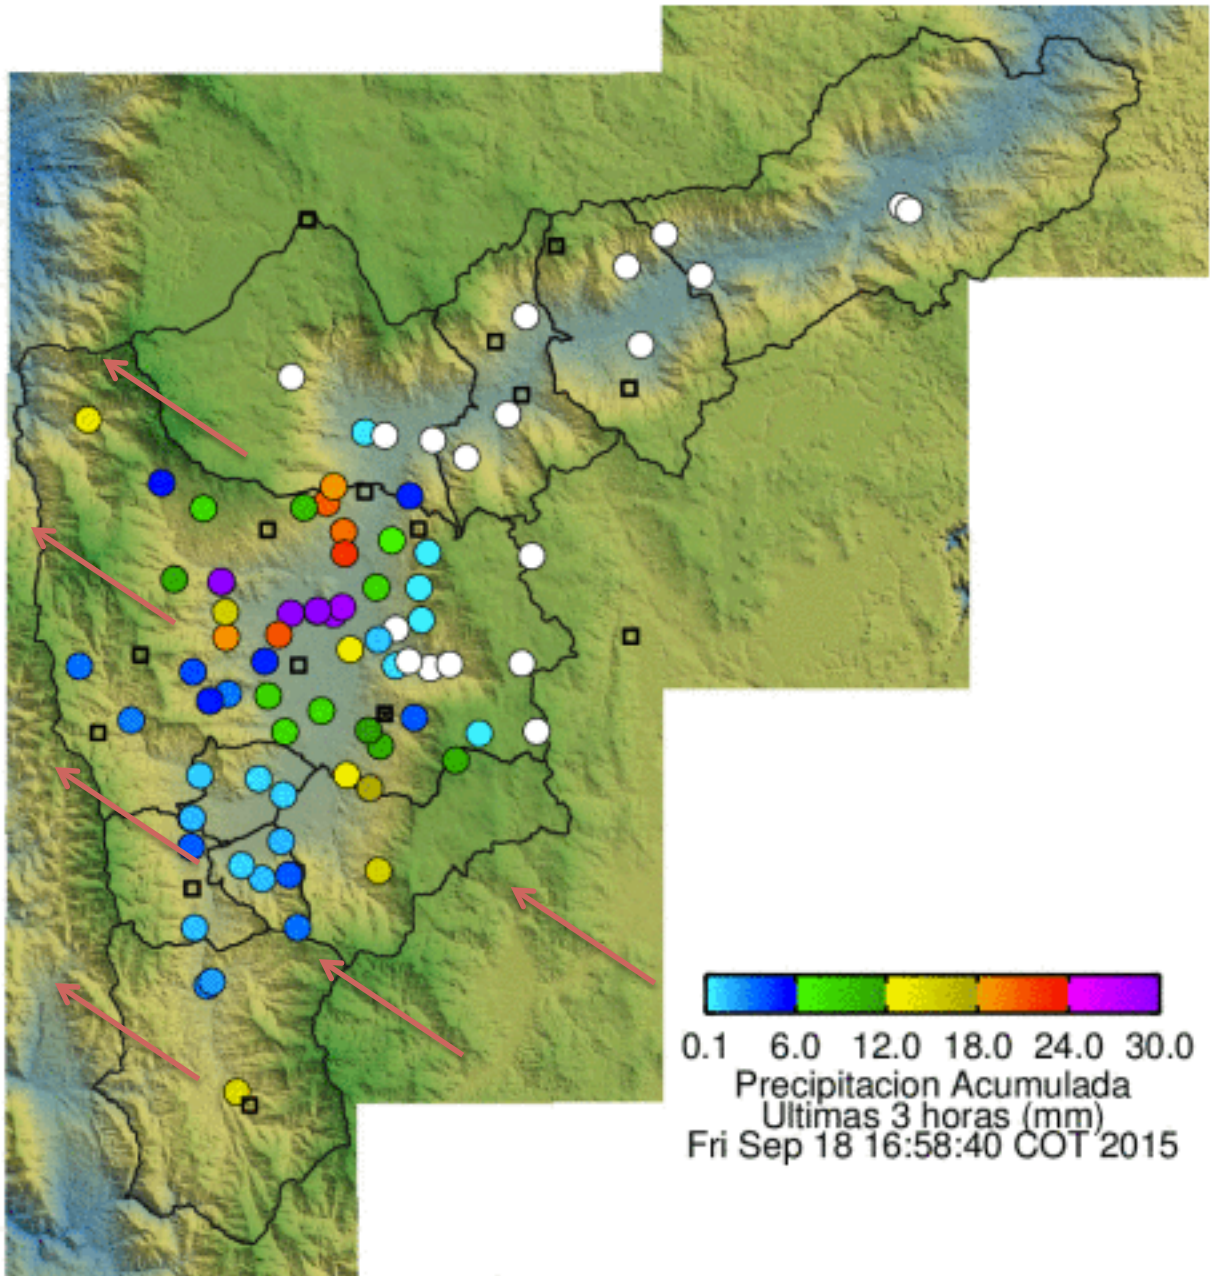 0.1 6.0 12.0 18.0 24.0 30.0
Precipitacion Acumulada
Ultimas 3 horas (mm)
Fri Sep 18 16:58:40 COT 2015